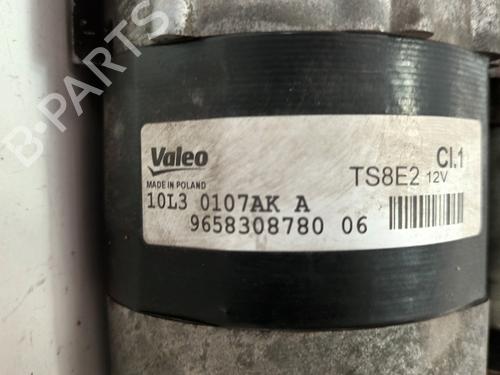 B-PARTS
Valeo
MADE IN POLAND
Cl.1
TS8E2 12V
10L3 0107AK A
9658308780 06